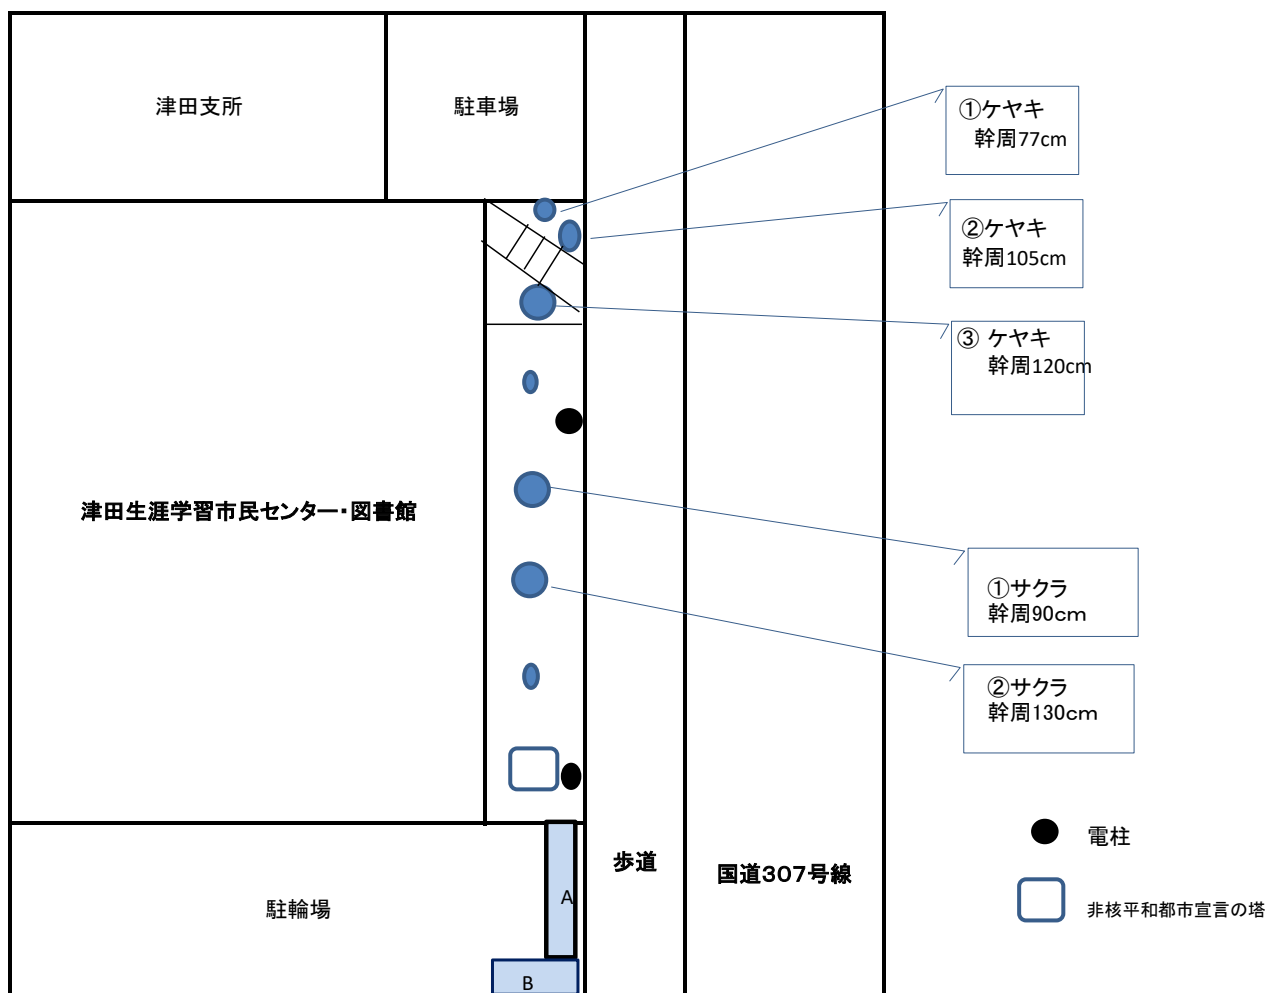 津田支所
駐車場
①ケヤキ
幹周77cm
②ケヤキ
幹周105cm
③ ケヤキ
幹周120cm
津田生涯学習市民センター・図書館
①サクラ
幹周90cm
②サクラ
幹周130cm
電柱
歩道
国道307号線
駐輪場
A
非核平和都市宣言の塔
B